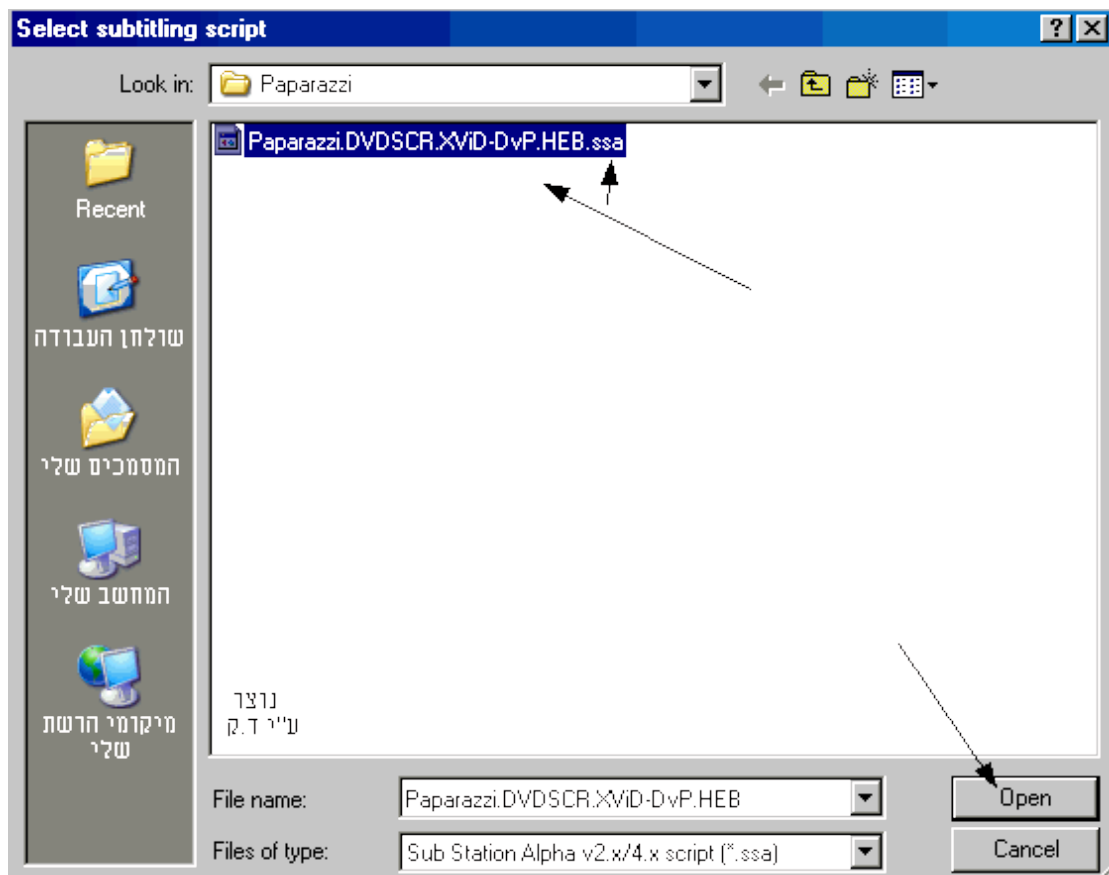 Select subtitling script
Look in:
Paparazzi
Paparazzi.DVDSCR.XViD-DvP.HEB.ssa
Recent
שולחן העבודה
המסמכים שלי
המחשב שלי
מיקומי הרשת
שלי
נוצר
ע''י ד.ק
File name:
Paparazzi.DVDSCR.XViD-DvP.HEB
Open
Files of type:
Sub Station Alpha v2.x/4.x script (*.ssa)
Cancel